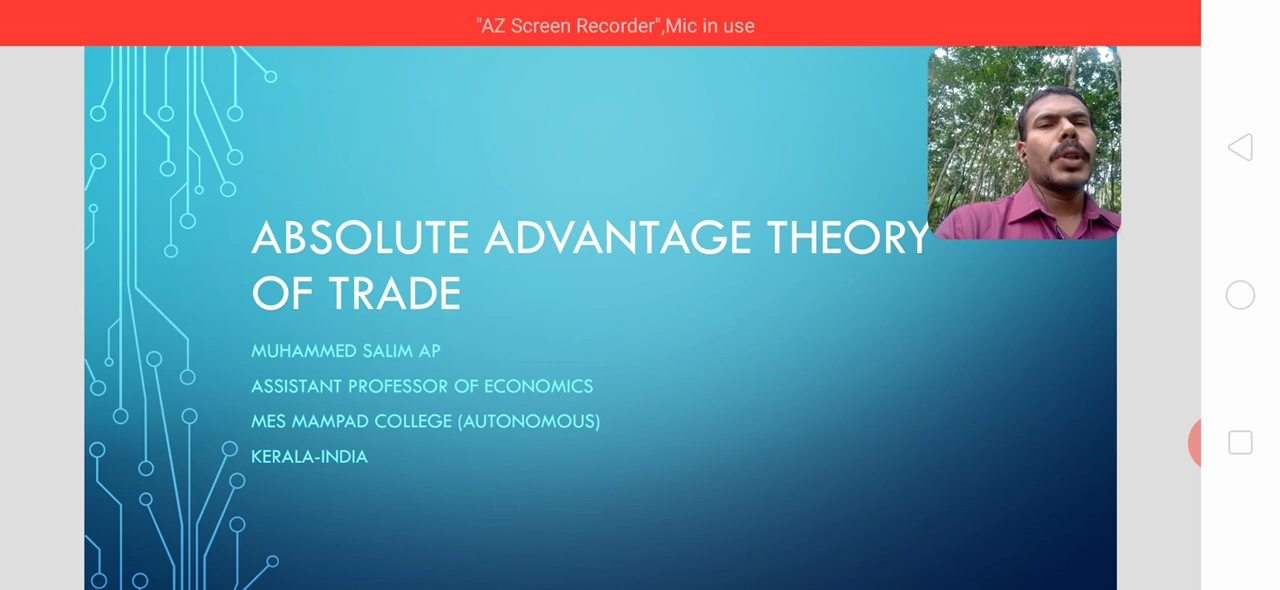 "AZ Screen Recorder",Mic in use
ABSOLUTE ADVANTAGE THEORY
OF TRADE
MUHAMMED SALIM AP
ASSISTANT PROFESSOR OF ECONOMICS
MES MAMPAD COLLEGE (AUTONOMOUS)
KERALA-INDIA